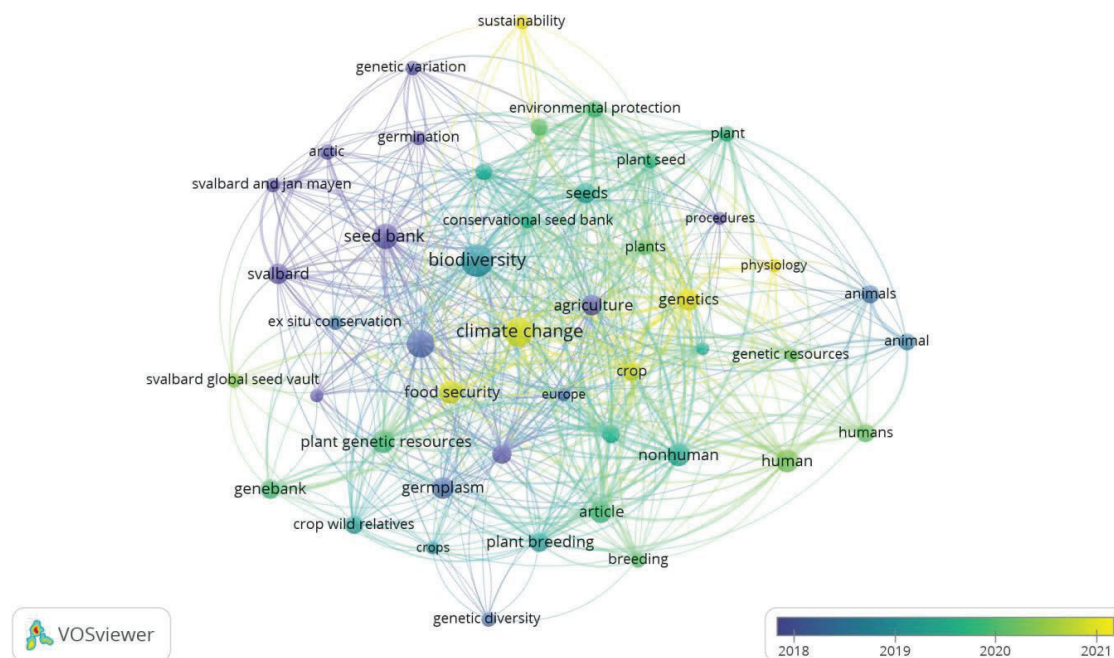 sustainability
genetic variation
environmental protection
germination
plant
arctic
plant seed
svalbard and jan mayen
seeds
conservational seed bank
procedures
seed bank
plants
biodiversity
physiology
svalbard
animals
agriculture
genetics
ex situ conservation
climate change
animal
genetic resources
svalbard global seed vault
crop
food security
europe
humans
plant genetic resources
nonhuman
human
genebank
germplasm
article
crop wild relatives
plant breeding
crops
breeding
genetic diversity
VOSviewer
2018 2019 2020 2021